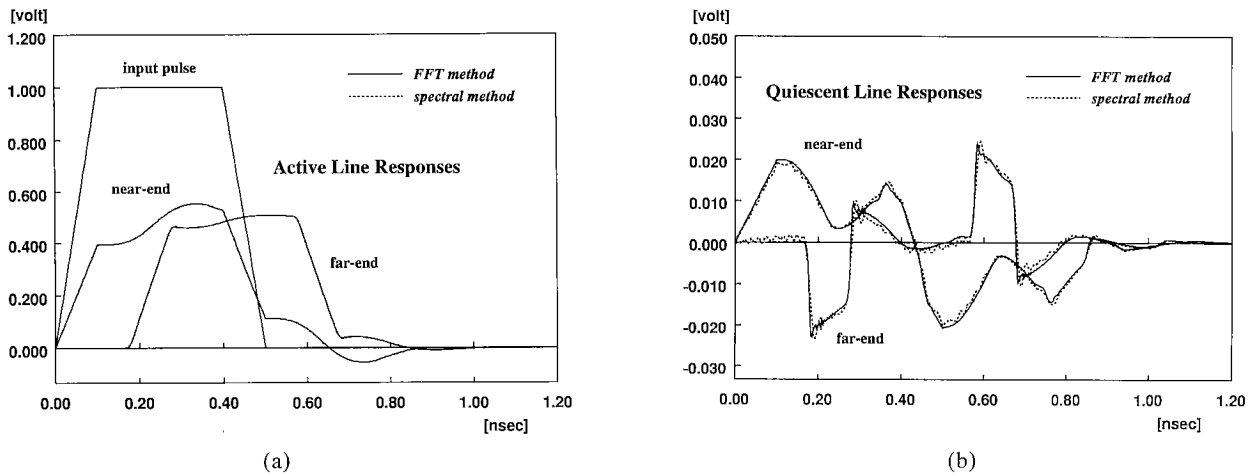 [volt]
1.200
1.000
0.800
0.600
0.400
0.200
0.000
input pulse
FFT method
spectral method
Active Line Responses
near-end
far-end
0.00 0.20 0.40 0.60 0.80 1.00 1.20
[nsec]
(a)
[volt]
0.050
0.040
0.030
0.020
0.010
0.000
-0.010
-0.020
-0.030
FFT method
Quiescent Line Responses
spectral method
near-end
far-end
0.00 0.20 0.40 0.60 0.80 1.00 1.20
[nsec]
(b)